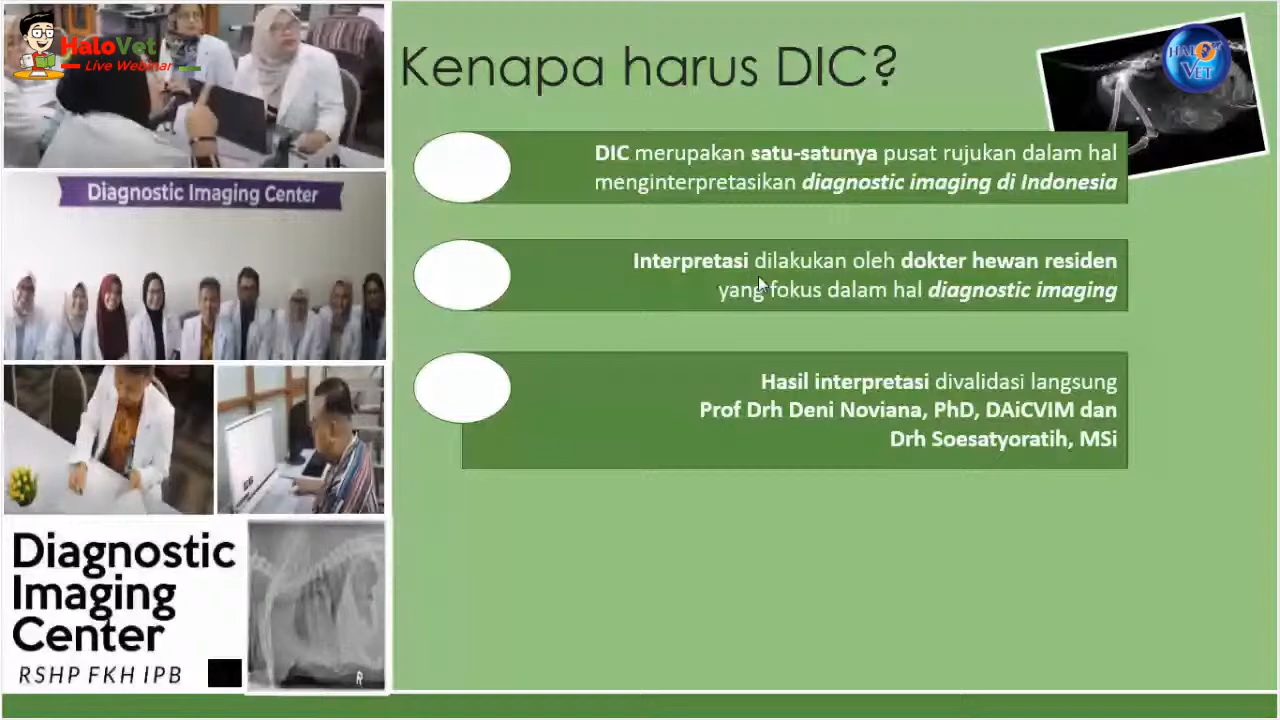 HaloVet
Live Webinar
Kenapa harus DIC?
HALO
VET
DIC merupakan satu-satunya pusat rujukan dalam hal
menginterpretasikan diagnostic imaging di Indonesia
Diagnostic Imaging Center
Interpretasi dilakukan oleh dokter hewan residen
yang fokus dalam hal diagnostic imaging
Hasil interpretasi divalidasi langsung
Prof Drh Deni Noviana, PhD, DAiCVIM dan
Drh Soesatyoratih, MSi
Diagnostic
Imaging
Center
RSHP FKH IPB
R